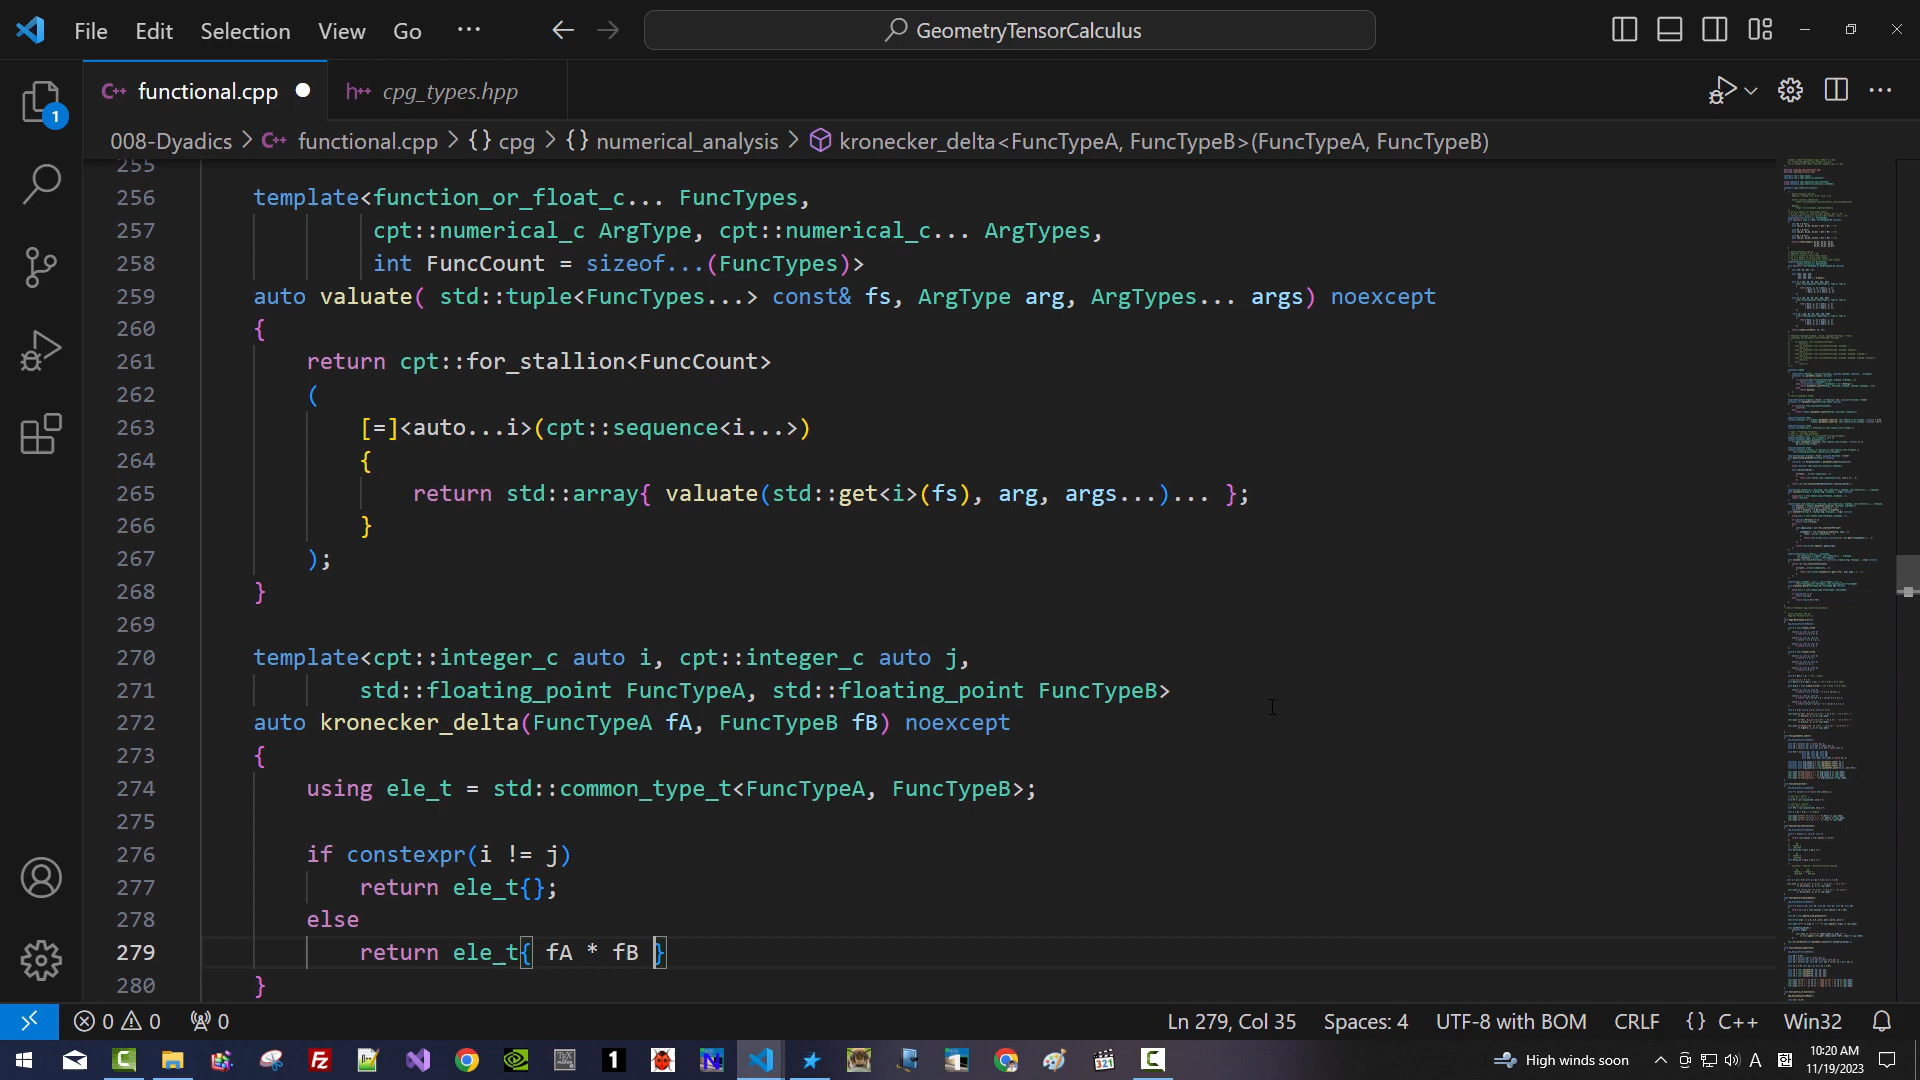 File Edit Selection View Go ··· GeometryTensorCalculus
C++ functional.cpp h++ cpg_types.hpp
008-Dyadics > C++ functional.cpp > {} cpg > {} numerical_analysis > kronecker_delta<FuncTypeA, FuncTypeB>(FuncTypeA, FuncTypeB)
1
255
256 template<function_or_float_c... FuncTypes,
257 cpt::numerical_c ArgType, cpt::numerical_c... ArgTypes,
258 int FuncCount = sizeof...(FuncTypes)>
259 auto valuate( std::tuple<FuncTypes...> const& fs, ArgType arg, ArgTypes... args) noexcept
260 {
261 return cpt::for_stallion<FuncCount>
262 (
263 [=]<auto...i>(cpt::sequence<i...>)
264 {
265 return std::array{ valuate(std::get<i>(fs), arg, args...)... };
266 }
267 );
268 }
269
270 template<cpt::integer_c auto i, cpt::integer_c auto j,
271 std::floating_point FuncTypeA, std::floating_point FuncTypeB>
272 auto kronecker_delta(FuncTypeA fA, FuncTypeB fB) noexcept
273 {
274 using ele_t = std::common_type_t<FuncTypeA, FuncTypeB>;
275
276 if constexpr(i != j)
277 return ele_t{};
278 else
279 return ele_t{ fA * fB }
280 }
0 0 0 Ln 279, Col 35 Spaces: 4 UTF-8 with BOM CRLF {} C++ Win32
High winds soon A 10:20 AM
11/19/2023